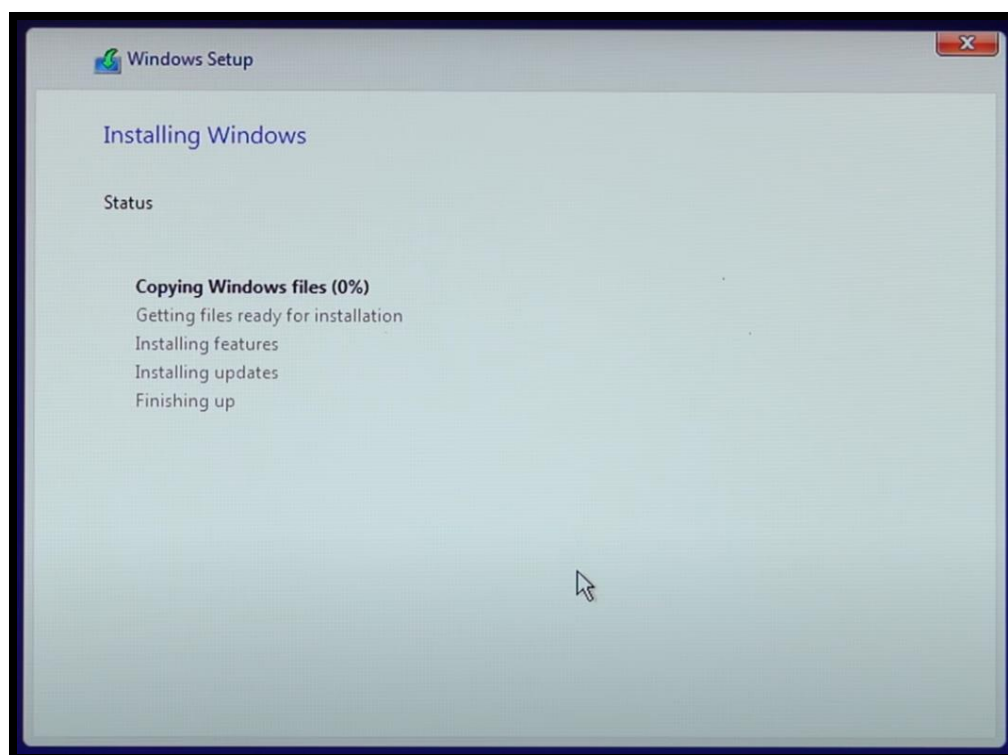 Windows Setup
Installing Windows
Status
Copying Windows files (0%)
Getting files ready for installation
Installing features
Installing updates
Finishing up